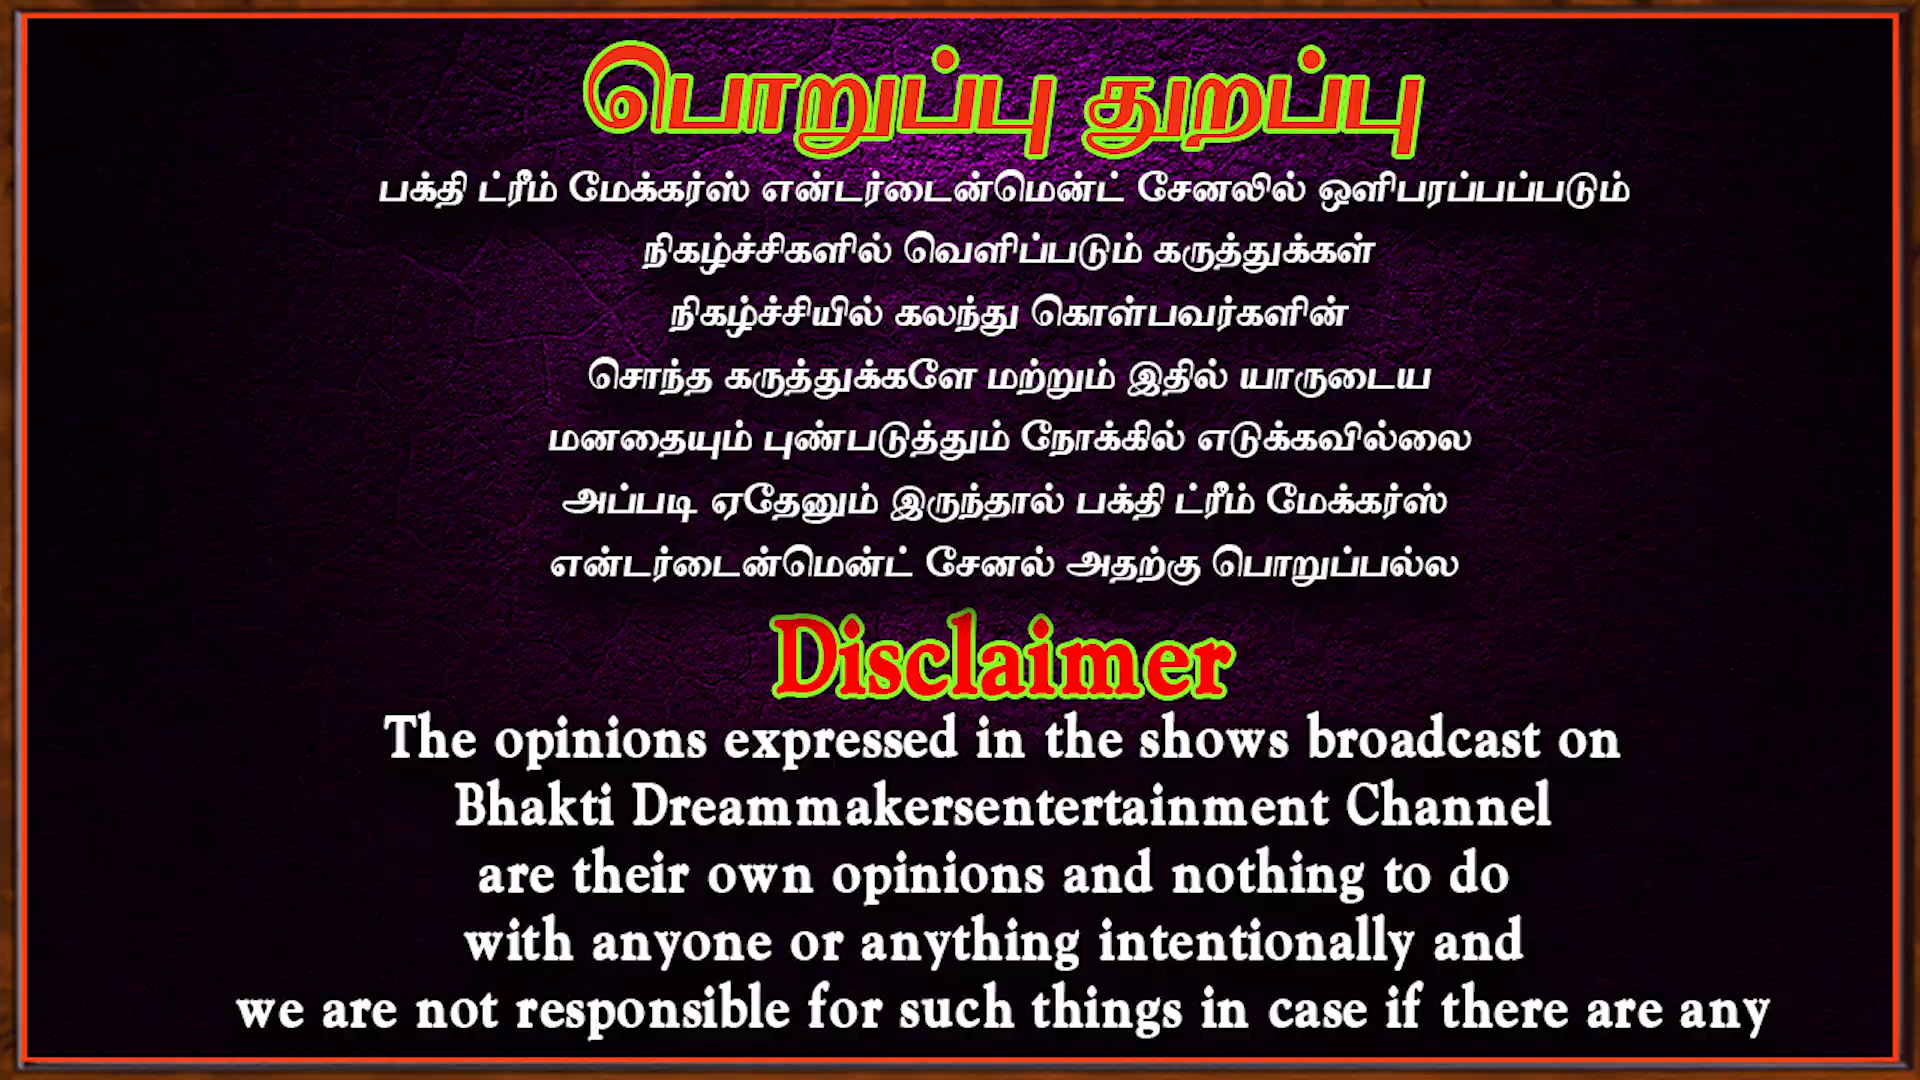 பொறுப்பு துறப்பு
பக்தி ட்ரீம் மேக்கர்ஸ் என்டர்டைன்மென்ட் சேனலில் ஒளிபரப்பப்படும்
நிகழ்ச்சிகளில் வெளிப்படும் கருத்துக்கள்
நிகழ்ச்சியில் கலந்து கொள்பவர்களின்
சொந்த கருத்துக்களே மற்றும் இதில் யாருடைய
மனதையும் புண்படுத்தும் நோக்கில் எடுக்கவில்லை
அப்படி ஏதேனும் இருந்தால் பக்தி ட்ரீம் மேக்கர்ஸ்
என்டர்டைன்மென்ட் சேனல் அதற்கு பொறுப்பல்ல
Disclaimer
The opinions expressed in the shows broadcast on
Bhakti Dreammakersentertainment Channel
are their own opinions and nothing to do
with anyone or anything intentionally and
we are not responsible for such things in case if there are any